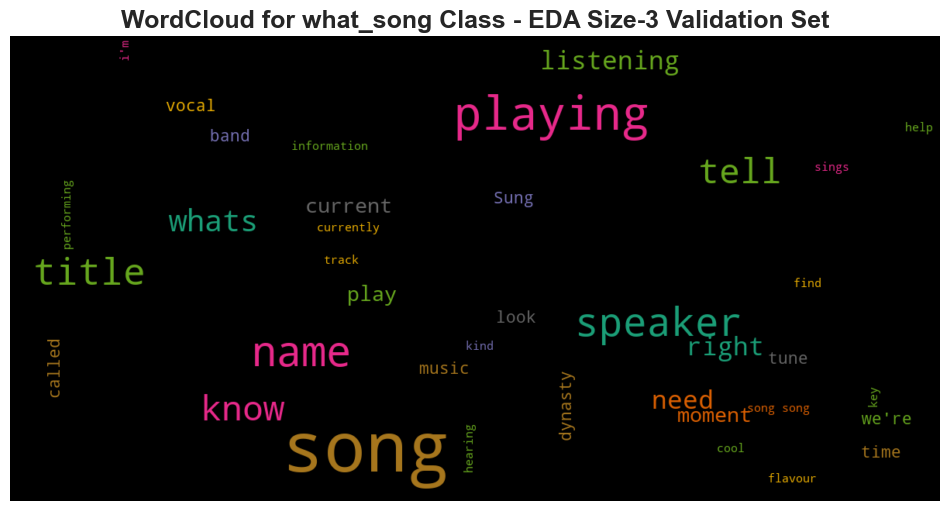 WordCloud for what_song Class - EDA Size-3 Validation Set
i'm
listening
vocal
playing
band
help
information
tell
sings
performing
Sung
current
whats
currently
track
title
find
play
look
speaker
kind
right
name
tune
called
music
dynasty
need
key
know
moment
song song
we're
song
hearing
cool
time
flavour